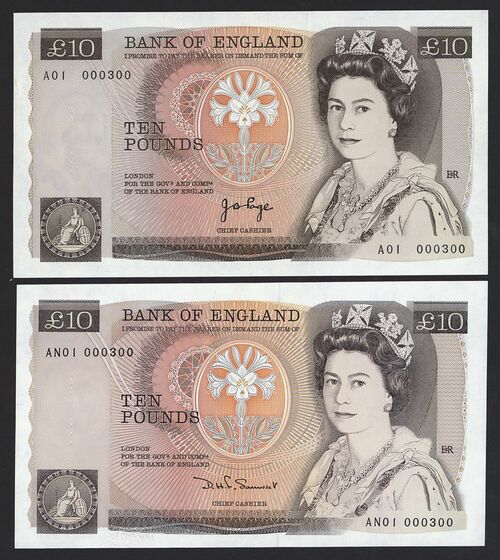 £10 BANK OF ENGLAND £10
I PROMISE TO PAY THE BEARER ON DEMAND THE SUM OF
A01 000300
TEN
POUNDS
LONDON
FOR THE GOVR AND COMPA
OF THE BANK OF ENGLAND
J B Page
CHIEF CASHIER
EIIR
A01 000300
£10 BANK OF ENGLAND £10
I PROMISE TO PAY THE BEARER ON DEMAND THE SUM OF
AN01 000300
TEN
POUNDS
LONDON
FOR THE GOVR AND COMPA
OF THE BANK OF ENGLAND
D.H.F. Somerset
CHIEF CASHIER
EIIR
AN01 000300